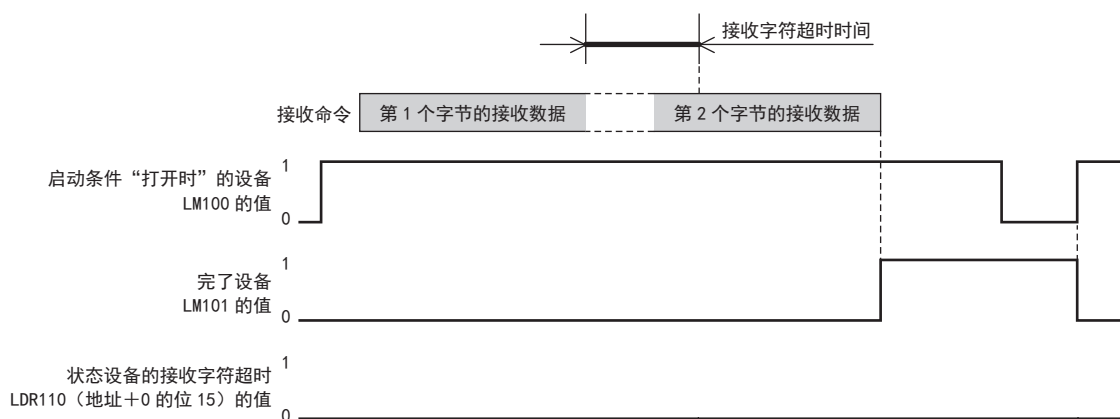 接收字符超时时间
接收命令
第 1 个字节的接收数据
第 2 个字节的接收数据
启动条件“打开时”的设备
LM100 的值
1
0
完了设备
LM101 的值
1
0
状态设备的接收字符超时
LDR110（地址＋0 的位 15）的值
1
0